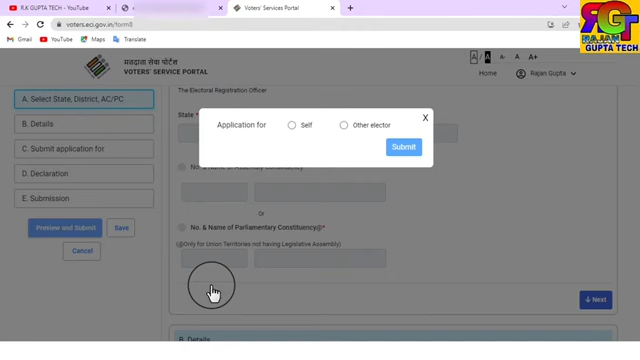 R.K GUPTA TECH - YouTube
Voters' Services Portal
voters.eci.gov.in/form8
Gmail
YouTube
Maps
Translate
RGT
RAJAN
GUPTA TECH
मतदाता सेवा पोर्टल
VOTERS' SERVICE PORTAL
A / A A- A A+
Home
Rajan Gupta
A. Select State, District, AC/PC
B. Details
C. Submit application for
D. Declaration
E. Submission
Preview and Submit
Save
Cancel
The Electoral Registration Officer
State *
Application for
Self
Other elector
X
Submit
No. & Name of Assembly Constituency
Or
No. & Name of Parliamentary Constituency@*
(@Only for Union Territories not having Legislative Assembly)
Next
B. Details